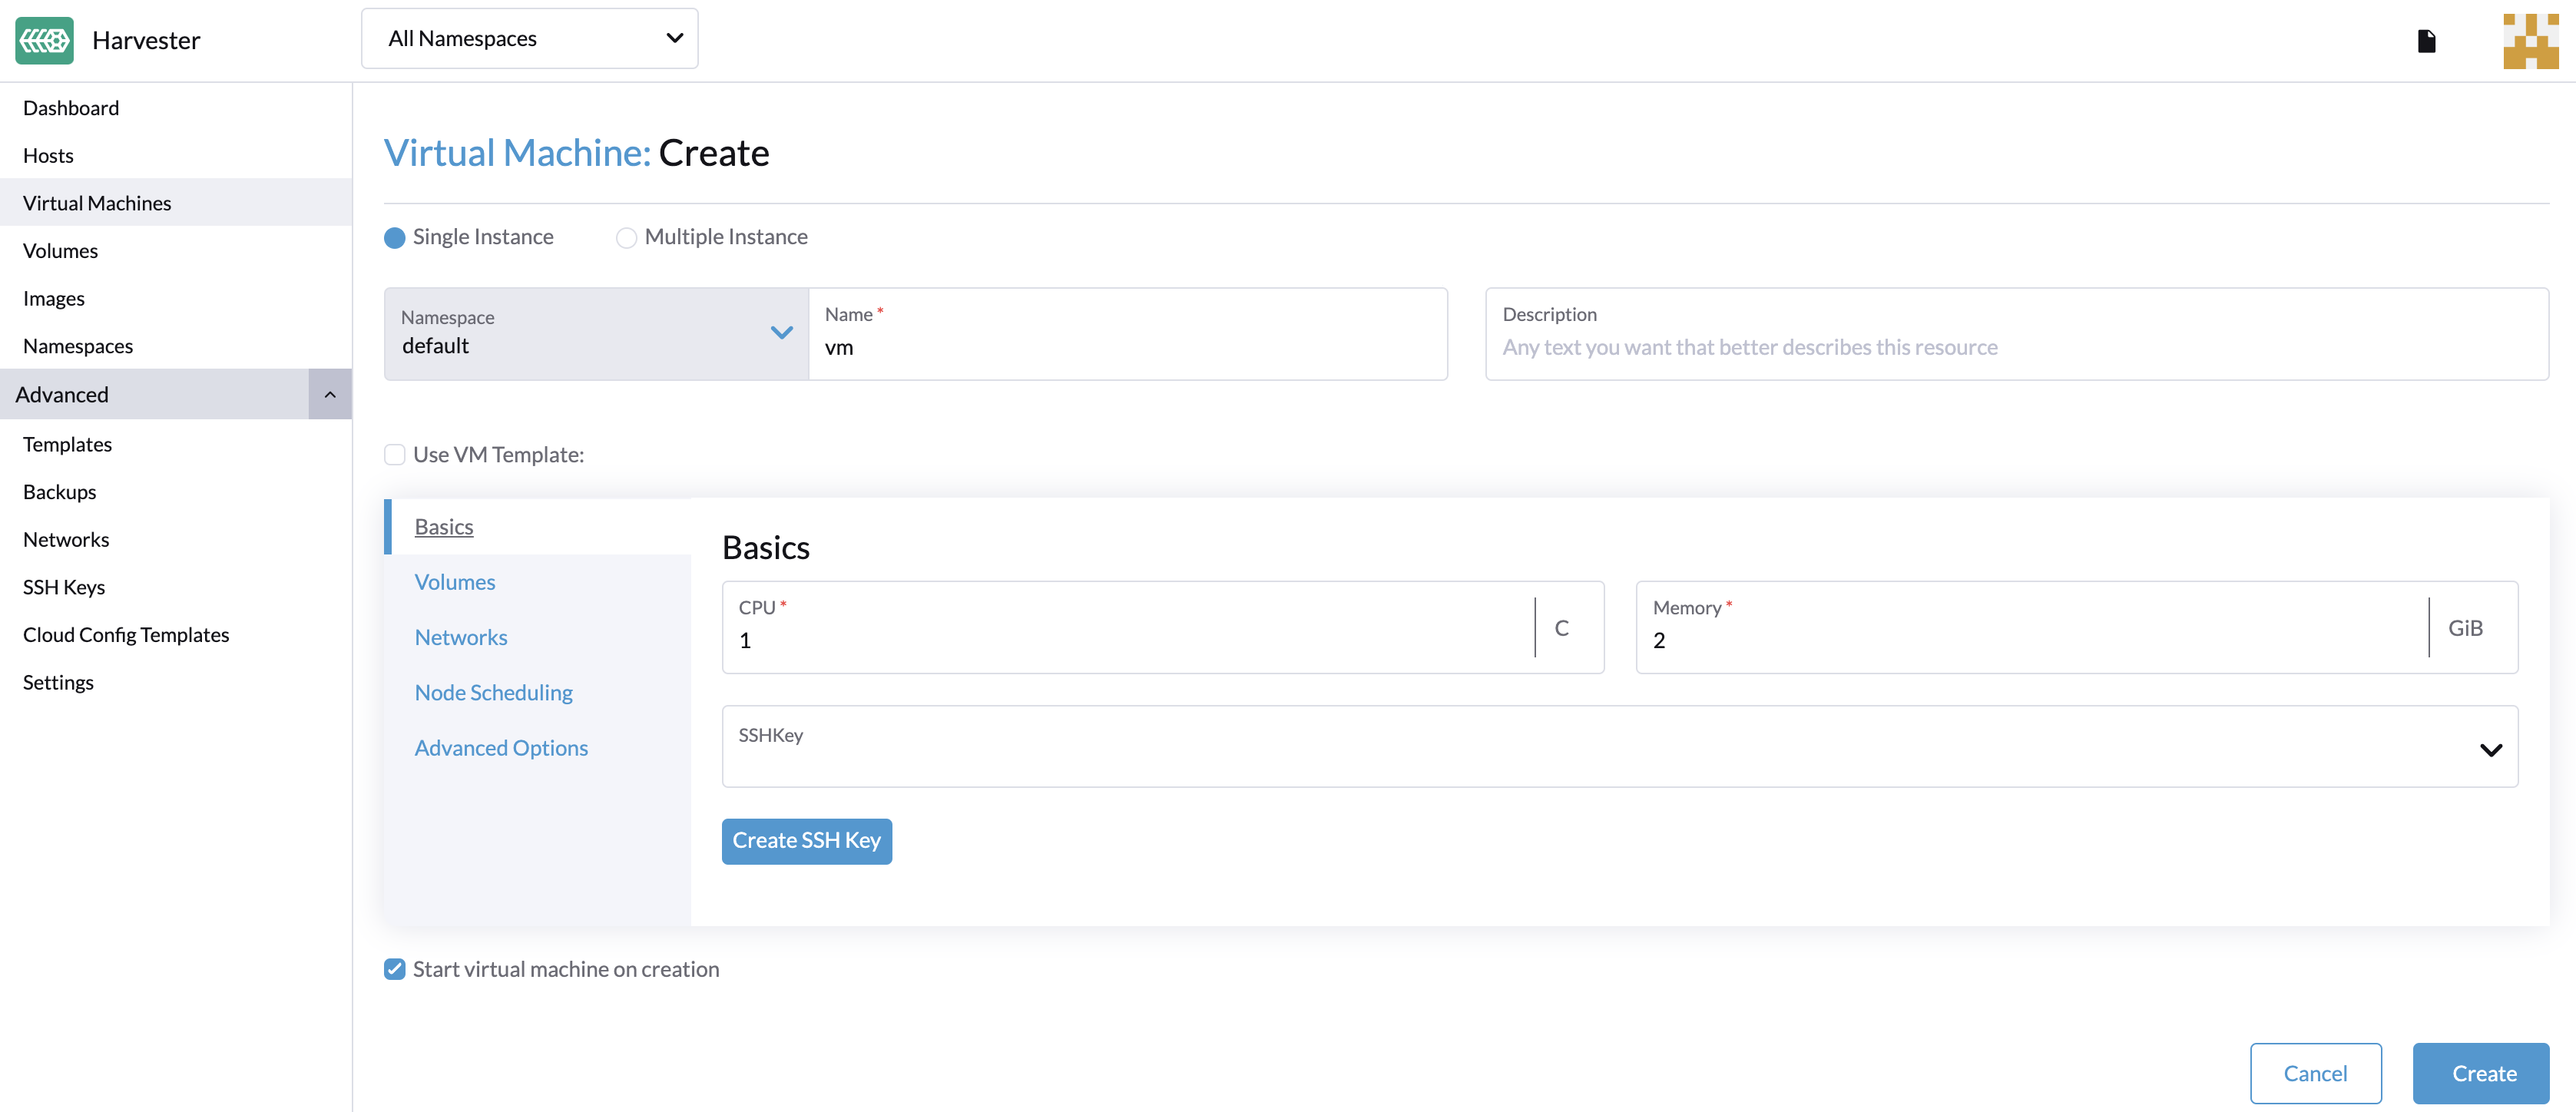 Harvester
All Namespaces
Dashboard
Hosts
Virtual Machines
Volumes
Images
Namespaces
Advanced
Templates
Backups
Networks
SSH Keys
Cloud Config Templates
Settings
Virtual Machine: Create
Single Instance
Multiple Instance
Namespace
default
Name *
vm
Description
Any text you want that better describes this resource
Use VM Template:
Basics
Volumes
Networks
Node Scheduling
Advanced Options
Basics
CPU *
1
C
Memory *
2
GiB
SSHKey
Create SSH Key
Start virtual machine on creation
Cancel
Create